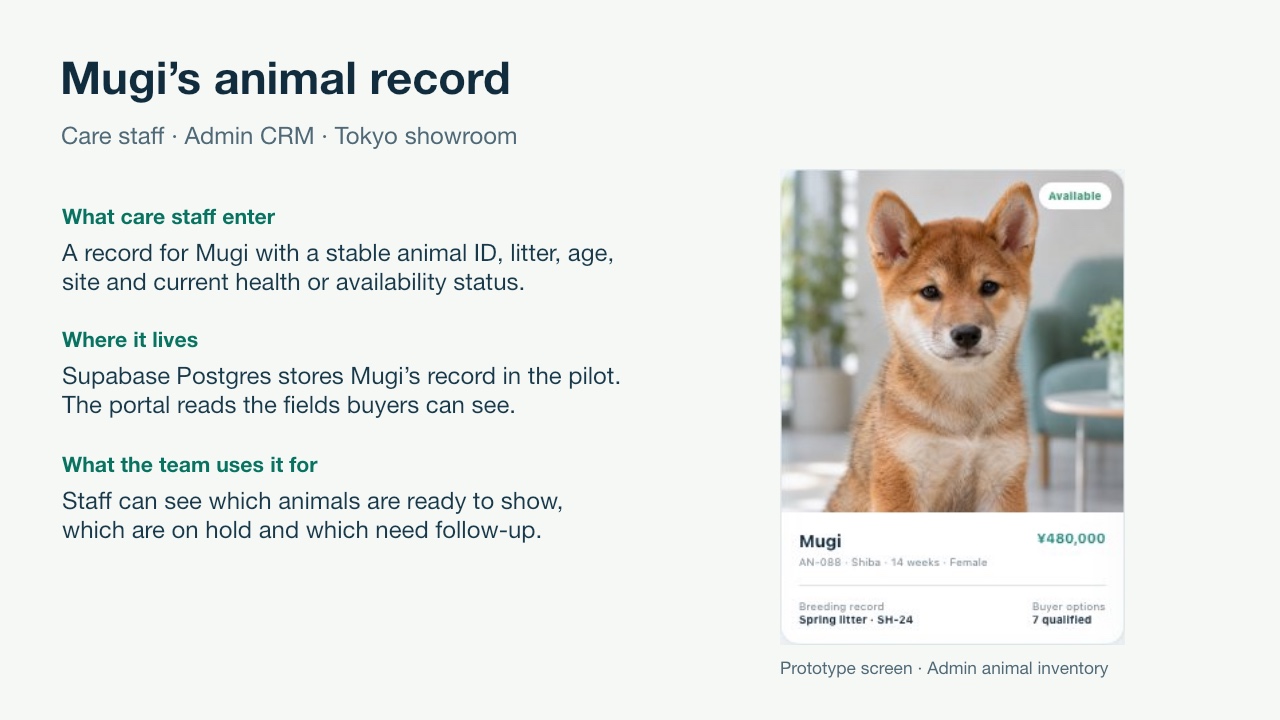 Mugi’s animal record
Care staff · Admin CRM · Tokyo showroom
What care staff enter
A record for Mugi with a stable animal ID, litter, age,
site and current health or availability status.
Where it lives
Supabase Postgres stores Mugi’s record in the pilot.
The portal reads the fields buyers can see.
What the team uses it for
Staff can see which animals are ready to show,
which are on hold and which need follow-up.
Available
Mugi
¥480,000
AN-088 · Shiba · 14 weeks · Female
Breeding record
Spring litter · SH-24
Buyer options
7 qualified
Prototype screen · Admin animal inventory